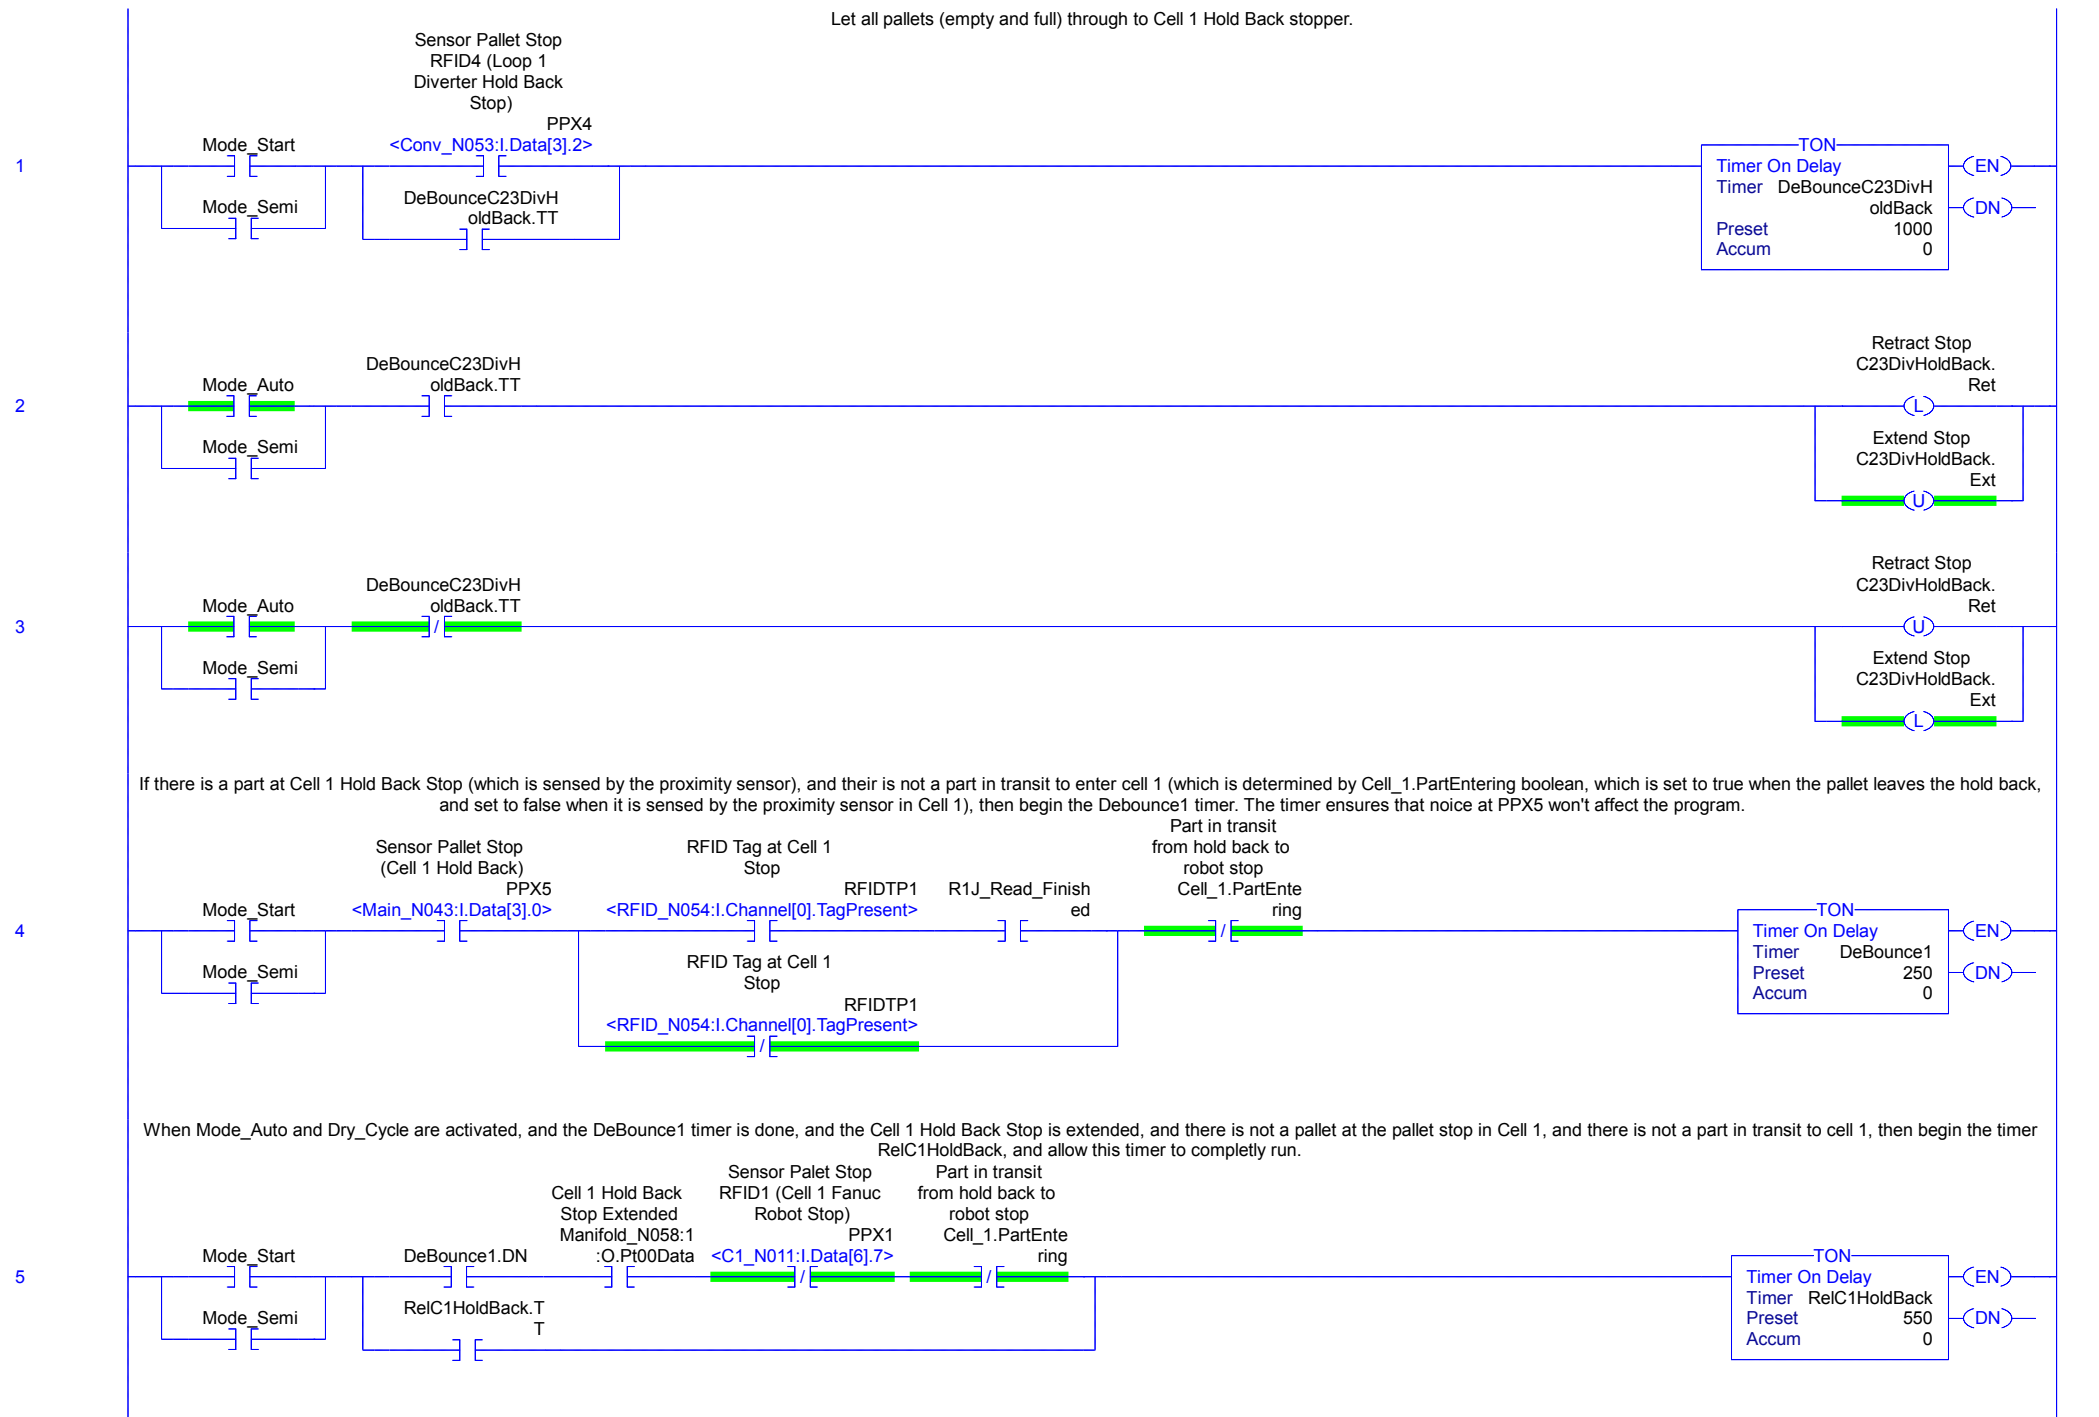 Let all pallets (empty and full) through to Cell 1 Hold Back stopper.
Sensor Pallet Stop
RFID4 (Loop 1
Diverter Hold Back
Stop)
PPX4
Mode_Start
<Conv_N053:I.Data[3].2>
1
Mode_Semi
DeBounceC23DivH
oldBack.TT
TON
Timer On Delay
Timer DeBounceC23DivH
oldBack
Preset 1000
Accum 0
EN
DN
Retract Stop
C23DivHoldBack.
Ret
Mode_Auto
DeBounceC23DivH
oldBack.TT
2
L
Mode_Semi
Extend Stop
C23DivHoldBack.
Ext
U
Retract Stop
C23DivHoldBack.
Ret
Mode_Auto
DeBounceC23DivH
oldBack.TT
/
3
U
Mode_Semi
Extend Stop
C23DivHoldBack.
Ext
L
If there is a part at Cell 1 Hold Back Stop (which is sensed by the proximity sensor), and their is not a part in transit to enter cell 1 (which is determined by Cell_1.PartEntering boolean, which is set to true when the pallet leaves the hold back,
and set to false when it is sensed by the proximity sensor in Cell 1), then begin the Debounce1 timer. The timer ensures that noice at PPX5 won't affect the program.
Mode_Start
Sensor Pallet Stop
(Cell 1 Hold Back)
PPX5
<Main_N043:I.Data[3].0>
RFID Tag at Cell 1
Stop
RFIDTP1
<RFID_N054:I.Channel[0].TagPresent>
R1J_Read_Finish
ed
Part in transit
from hold back to
robot stop
Cell_1.PartEnte
ring
/
4
Mode_Semi
RFID Tag at Cell 1
Stop
RFIDTP1
<RFID_N054:I.Channel[0].TagPresent>
/
TON
Timer On Delay
Timer DeBounce1
Preset 250
Accum 0
EN
DN
When Mode_Auto and Dry_Cycle are activated, and the DeBounce1 timer is done, and the Cell 1 Hold Back Stop is extended, and there is not a pallet at the pallet stop in Cell 1, and there is not a part in transit to cell 1, then begin the timer
RelC1HoldBack, and allow this timer to completly run.
Mode_Start
DeBounce1.DN
Cell 1 Hold Back
Stop Extended
Manifold_N058:1
:O.Pt00Data
Sensor Palet Stop
RFID1 (Cell 1 Fanuc
Robot Stop)
PPX1
<C1_N011:I.Data[6].7>
/
Part in transit
from hold back to
robot stop
Cell_1.PartEnte
ring
/
5
Mode_Semi
RelC1HoldBack.T
T
TON
Timer On Delay
Timer RelC1HoldBack
Preset 550
Accum 0
EN
DN